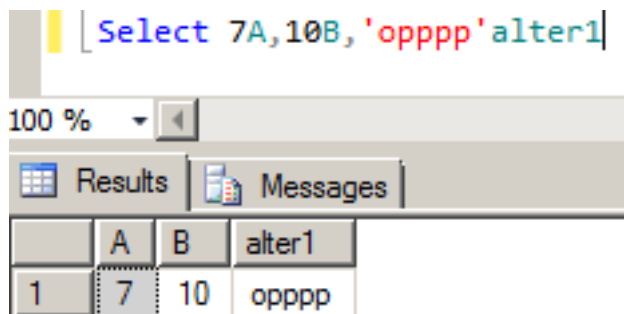 Select 7A,10B,'opppp'alter1
100 %
Results Messages
A B alter1
1 7 10 opppp